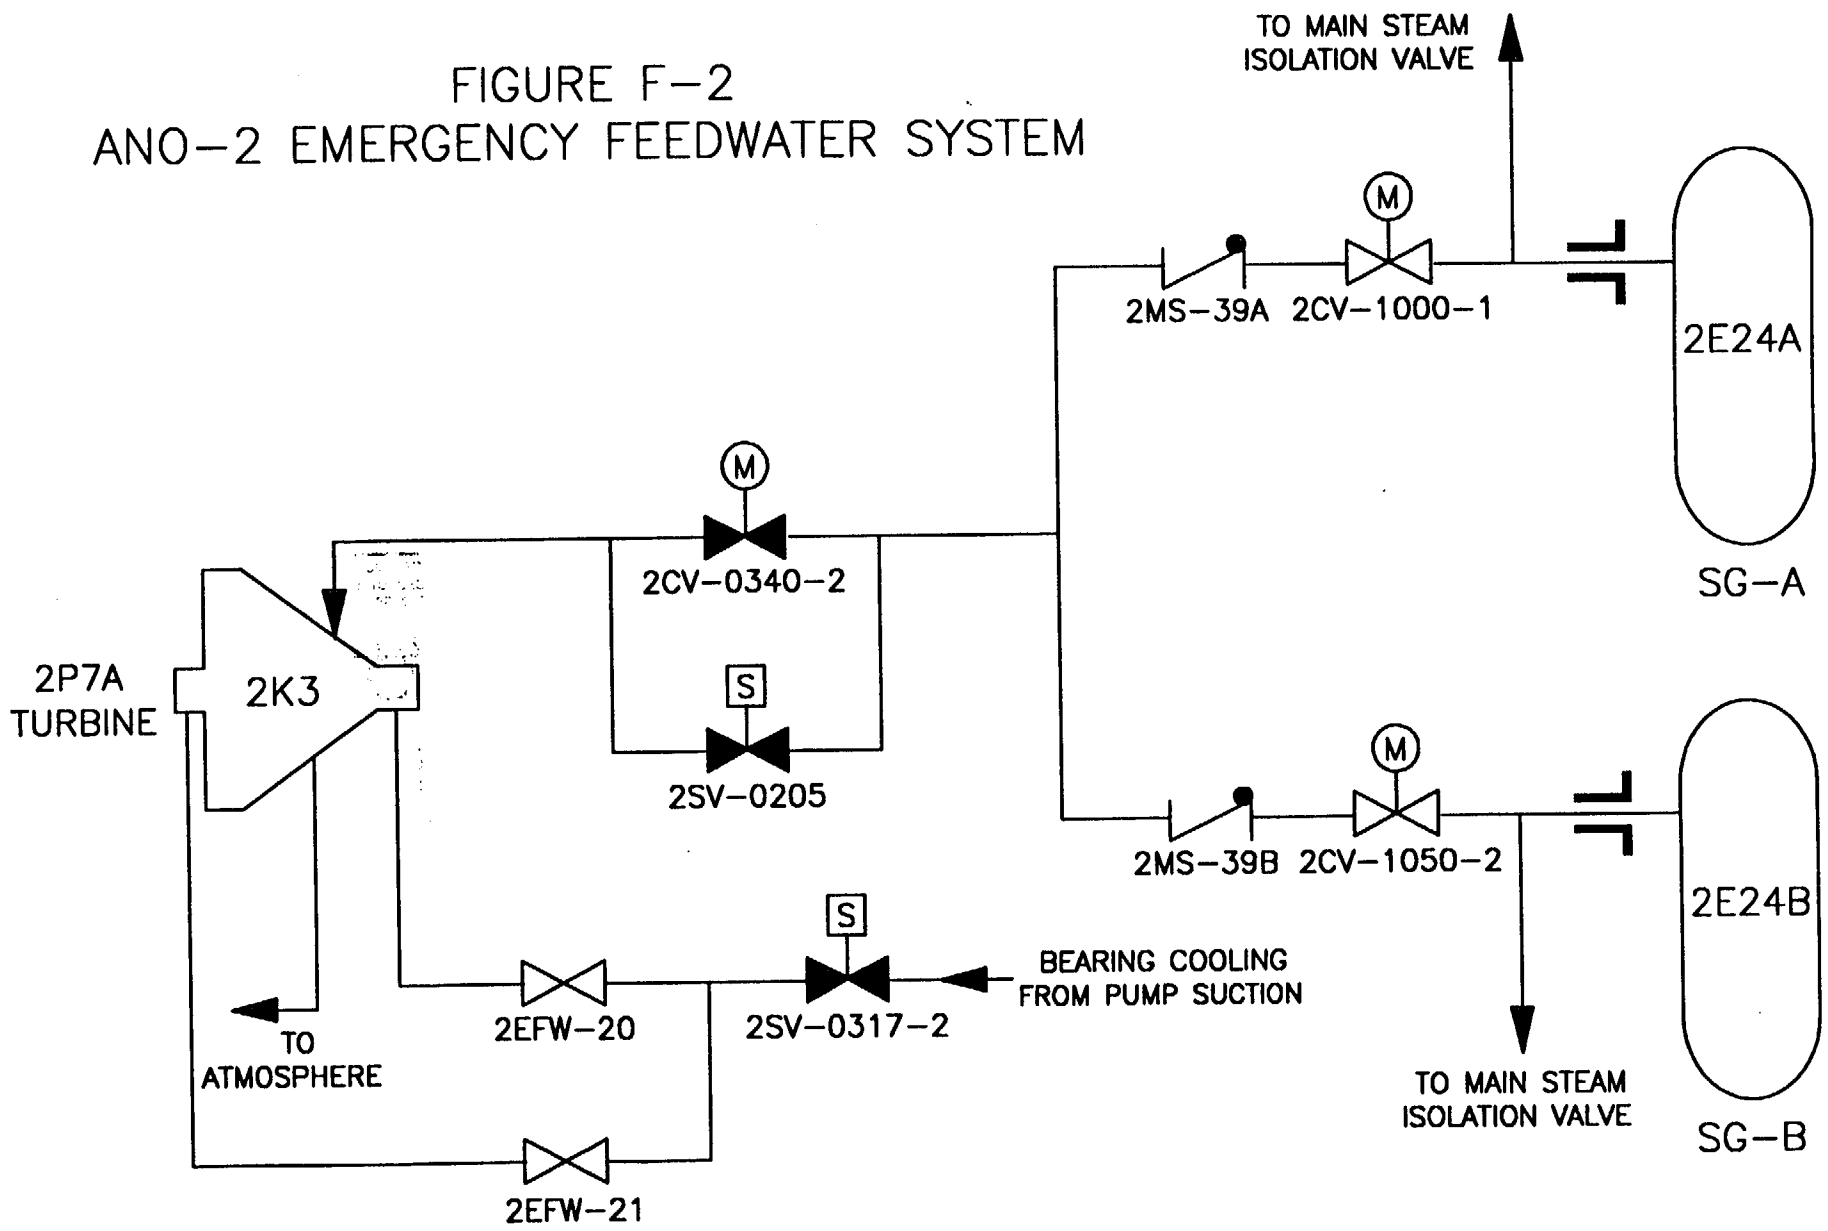 FIGURE F-2
ANO-2 EMERGENCY FEEDWATER SYSTEM
TO MAIN STEAM
ISOLATION VALVE
M
2MS-39A
2CV-1000-1
2E24A
SG-A
M
2CV-0340-2
S
2SV-0205
2P7A
TURBINE
2K3
M
2MS-39B
2CV-1050-2
2E24B
SG-B
TO MAIN STEAM
ISOLATION VALVE
S
2SV-0317-2
BEARING COOLING
FROM PUMP SUCTION
2EFW-20
TO
ATMOSPHERE
2EFW-21